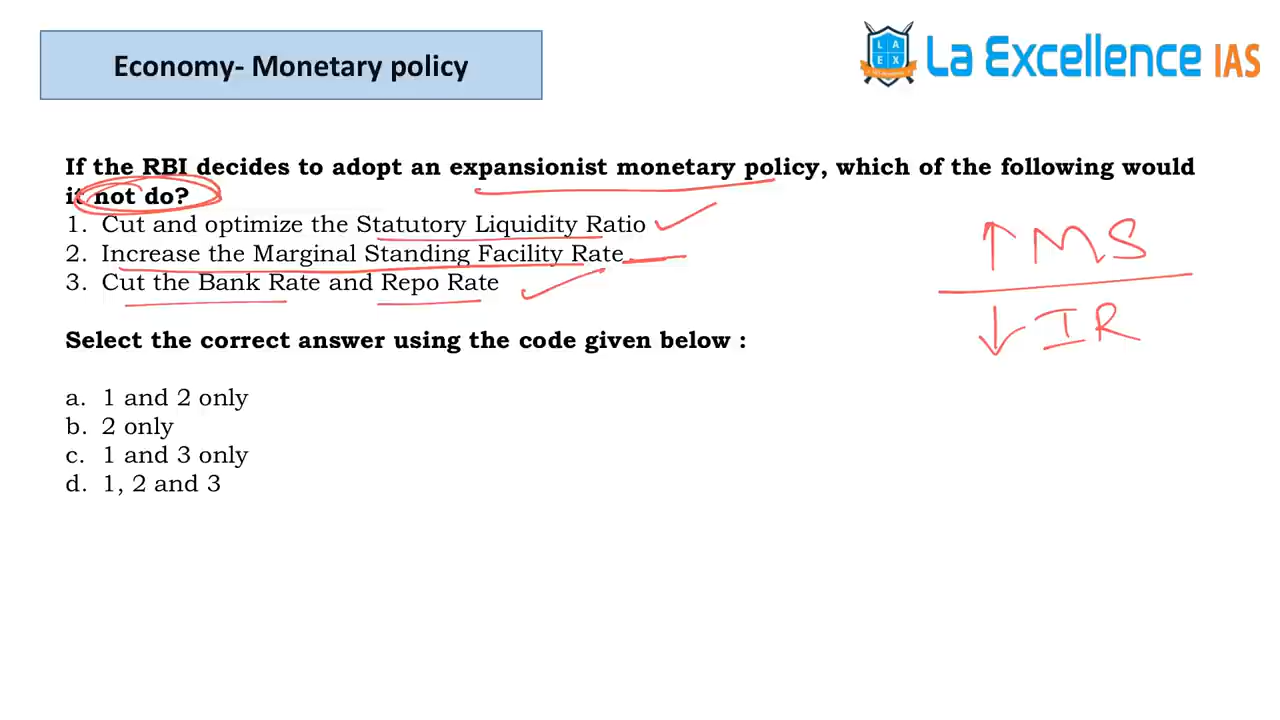 Economy- Monetary policy
LA
EX
La Excellence IAS
If the RBI decides to adopt an expansionist monetary policy, which of the following would
it not do?
1. Cut and optimize the Statutory Liquidity Ratio
2. Increase the Marginal Standing Facility Rate
3. Cut the Bank Rate and Repo Rate
↑ MS
↓ IR
Select the correct answer using the code given below :
a. 1 and 2 only
b. 2 only
c. 1 and 3 only
d. 1, 2 and 3